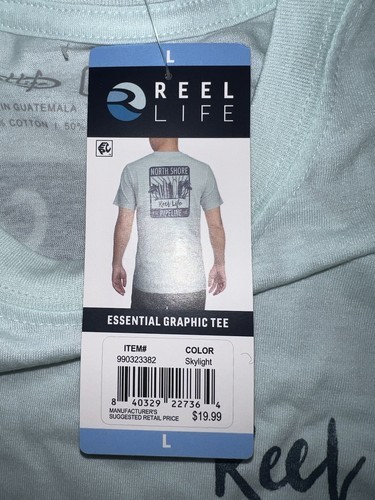 L
REEL
LIFE
IN GUATEMALA
% COTTON | 50%
NORTH SHORE
Reel Life
PIPELINE
ESSENTIAL GRAPHIC TEE
ITEM# COLOR
990323382 Skylight
8 40329 22736 4
MANUFACTURER'S
SUGGESTED RETAIL PRICE $19.99
L
Reel